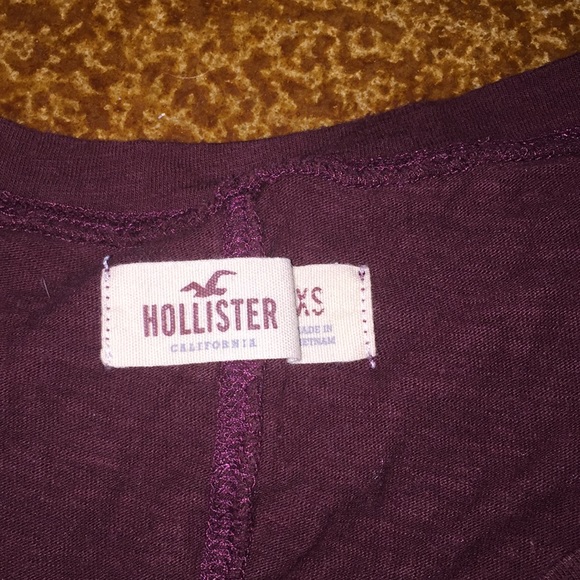 HOLLISTER
CALIFORNIA
XS
MADE IN
VIETNAM